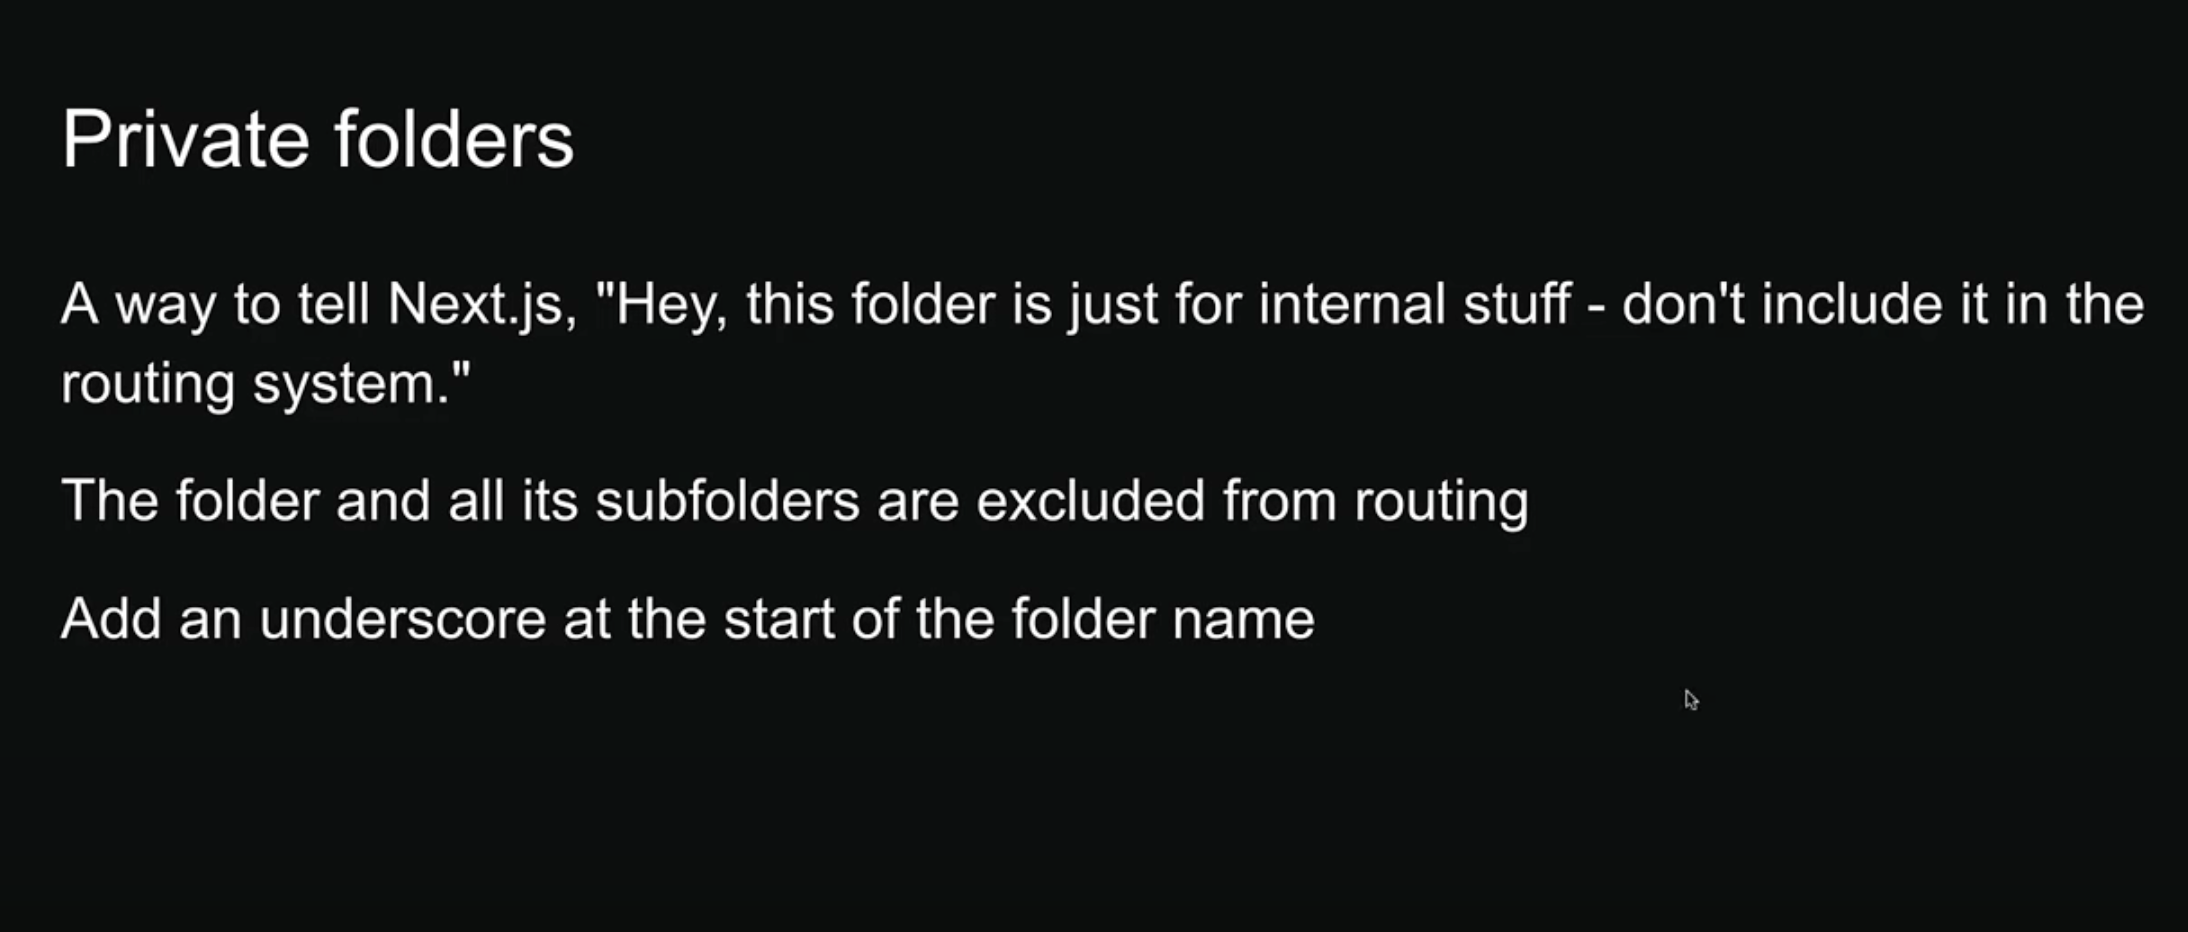 Private folders
A way to tell Next.js, "Hey, this folder is just for internal stuff - don't include it in the
routing system."
The folder and all its subfolders are excluded from routing
Add an underscore at the start of the folder name